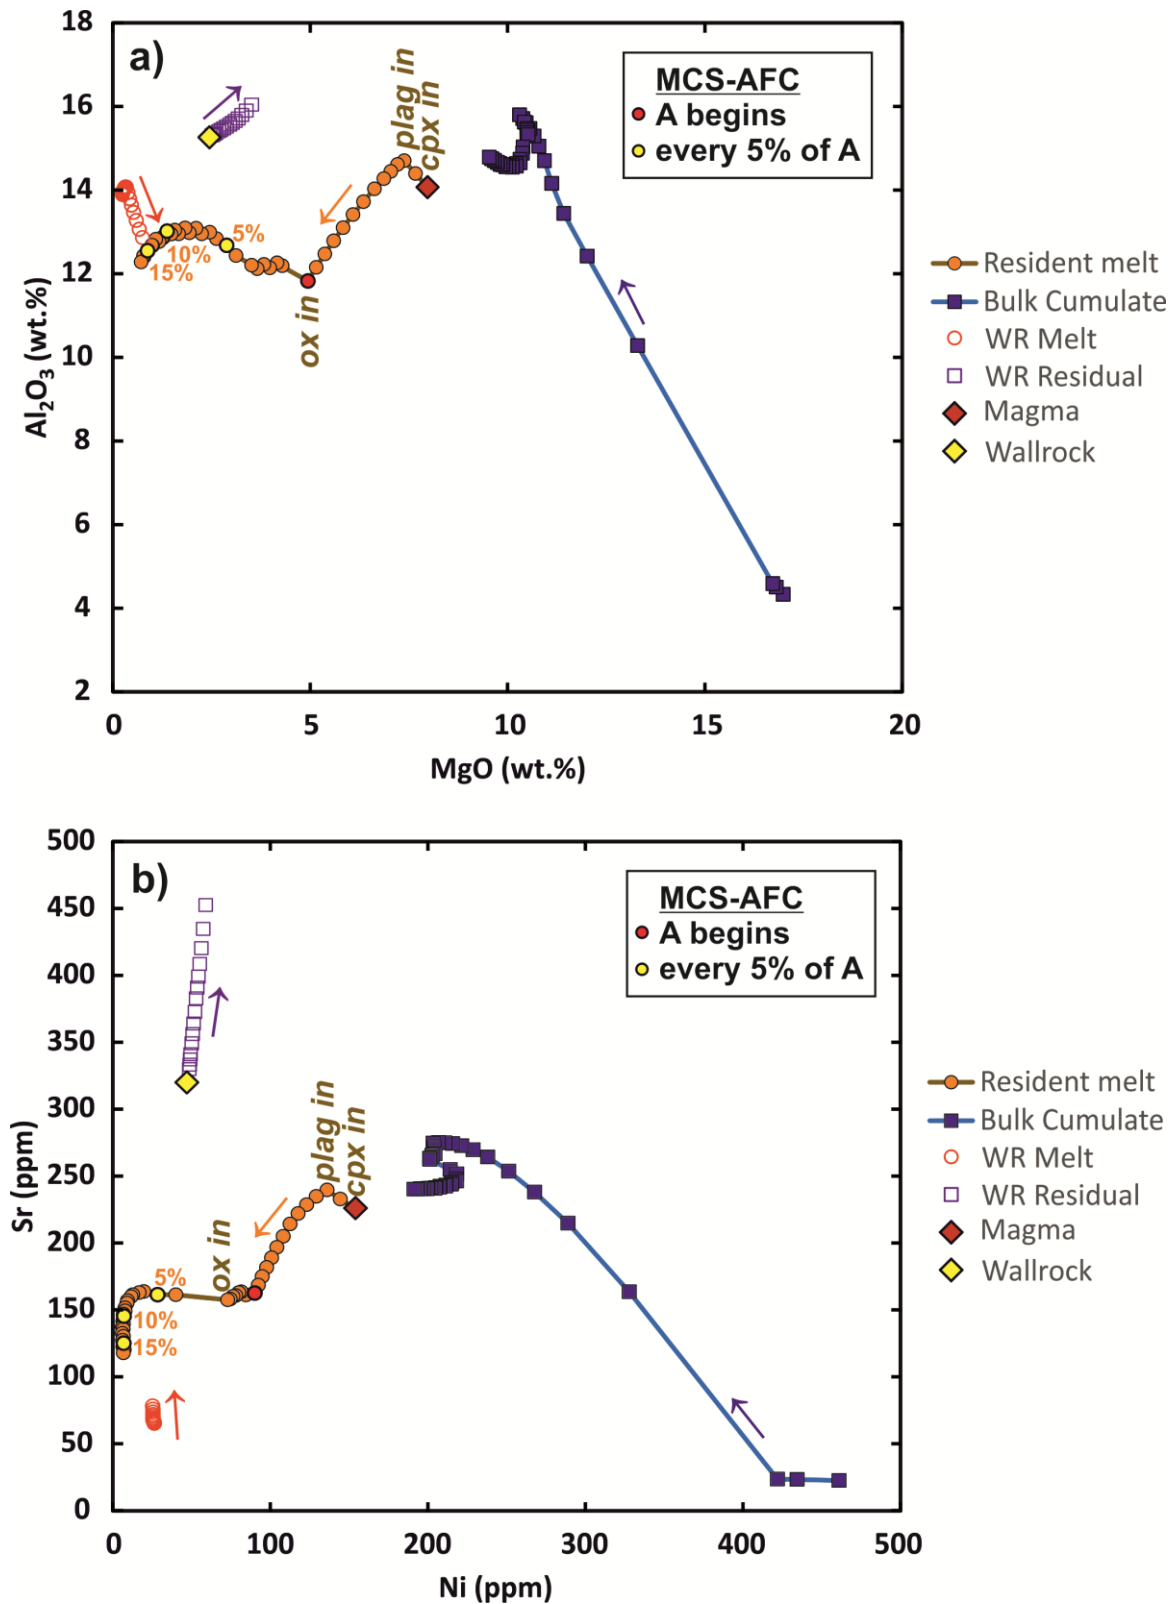 18
16
14
12
10
8
6
4
2
a)
MCS-AFC
A begins
every 5% of A
plag in
cpx in
ox in
5%
10%
15%
0
5
10
15
20
Al₂O₃ (wt.%)
MgO (wt.%)
Resident melt
Bulk Cumulate
WR Melt
WR Residual
Magma
Wallrock
500
450
400
350
300
250
200
150
100
50
0
b)
MCS-AFC
A begins
every 5% of A
plag in
cpx in
ox in
5%
10%
15%
0
100
200
300
400
500
Sr (ppm)
Ni (ppm)
Resident melt
Bulk Cumulate
WR Melt
WR Residual
Magma
Wallrock